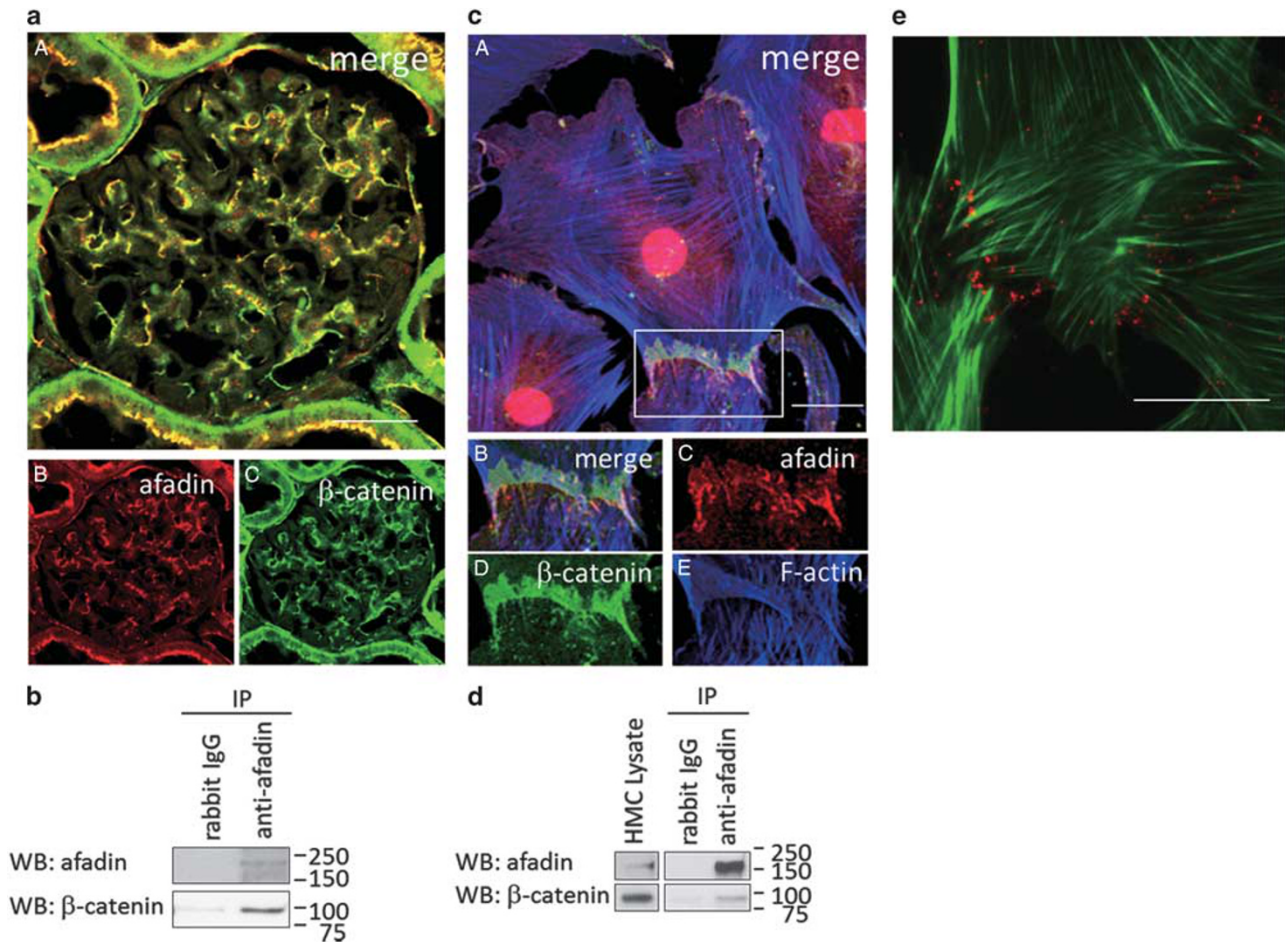 a
A
merge
B
afadin
C
β-catenin
b
IP
rabbit IgG
anti-afadin
WB: afadin
250
150
WB: β-catenin
100
75
c
A
merge
B
merge
C
afadin
D
β-catenin
E
F-actin
d
IP
HMC Lysate
rabbit IgG
anti-afadin
WB: afadin
250
150
WB: β-catenin
100
75
e